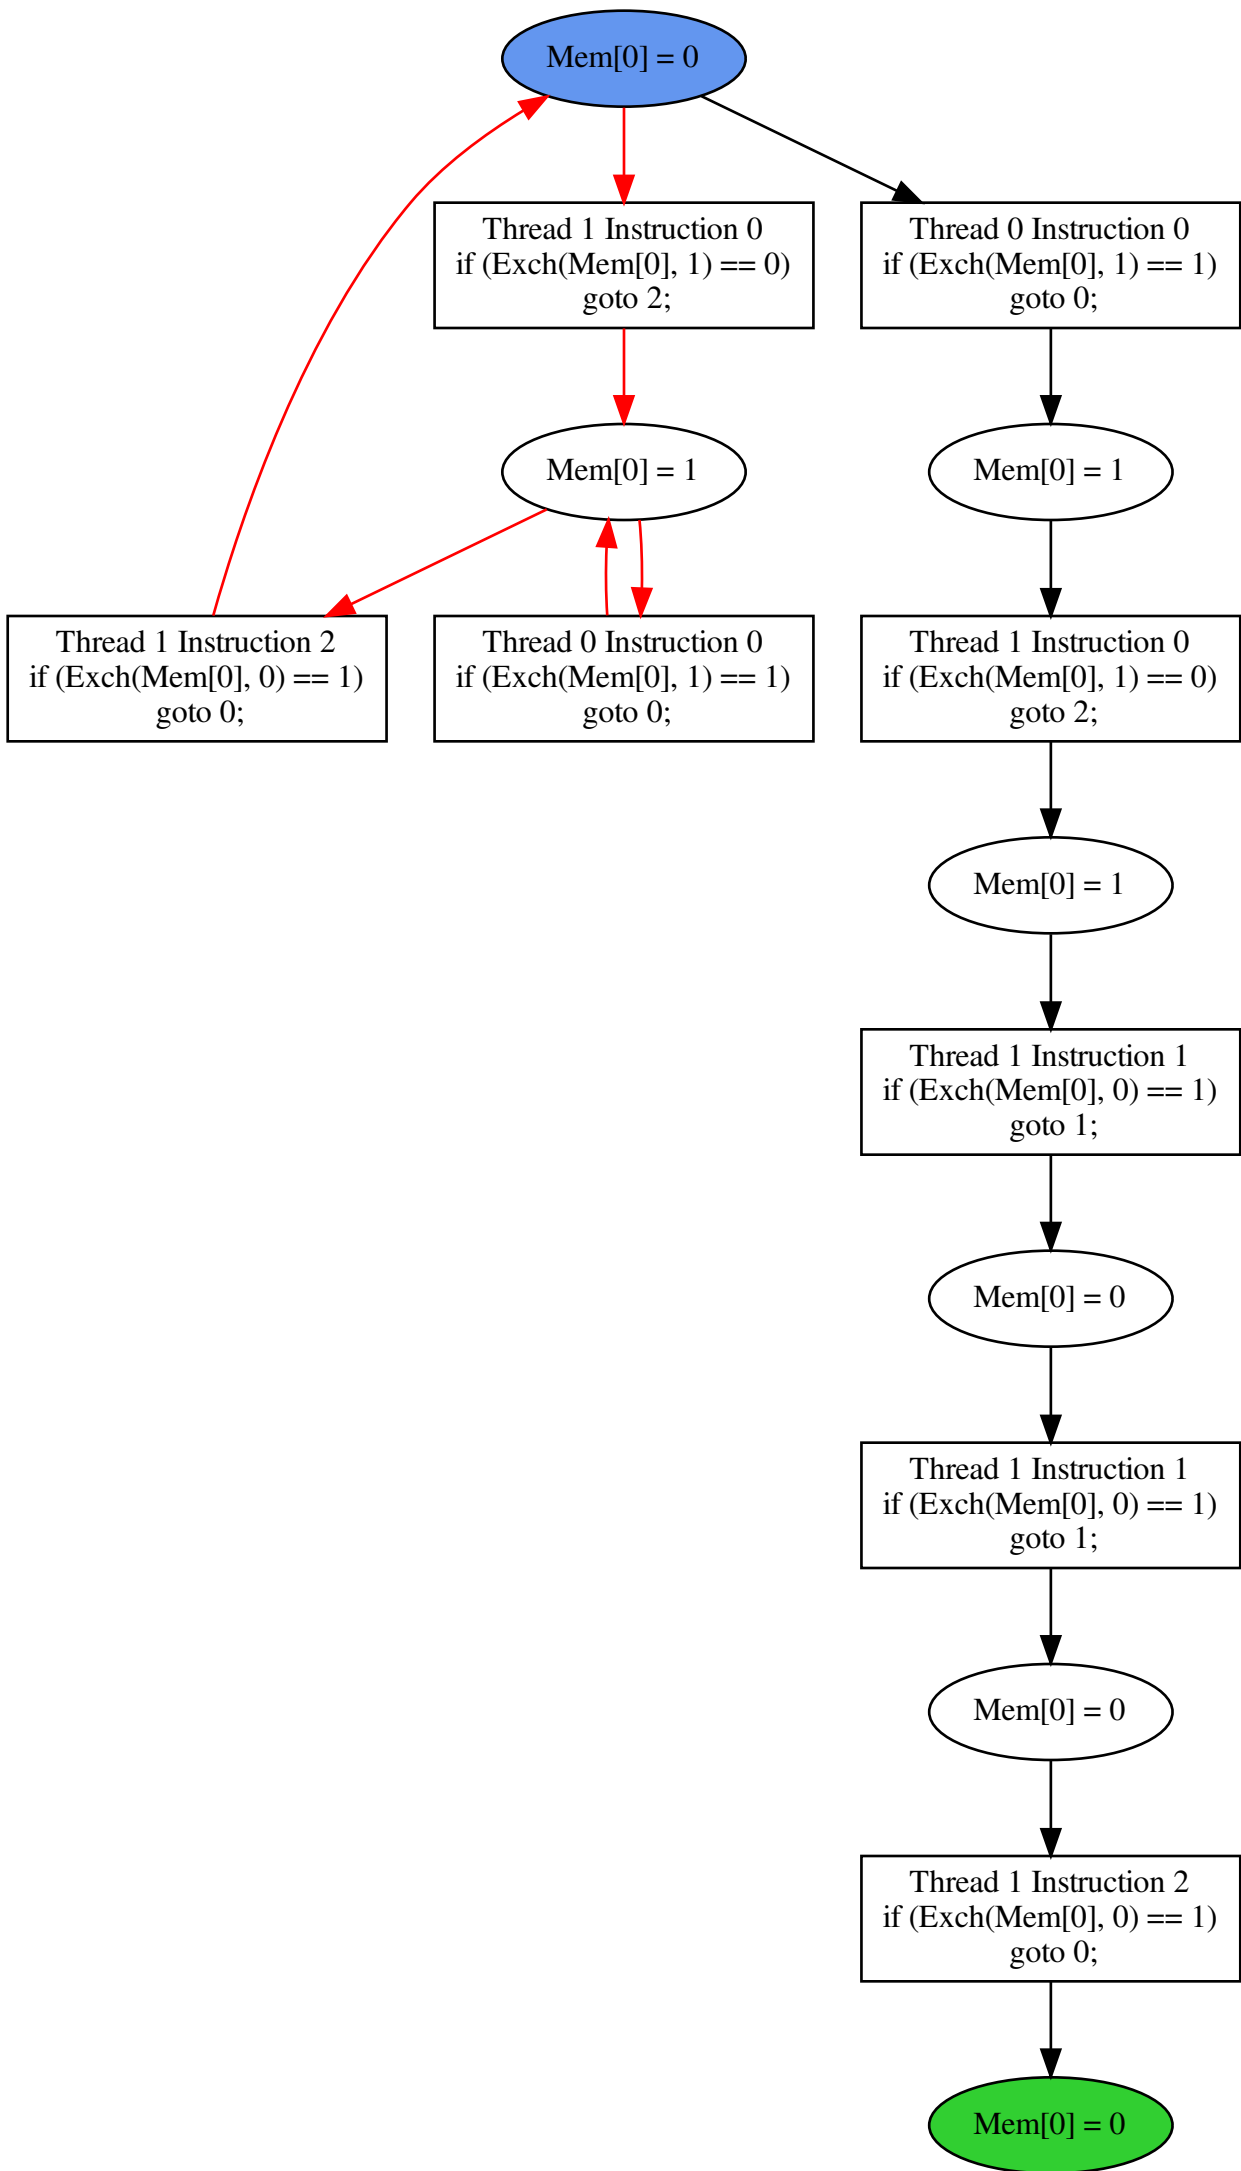 Mem[0] = 0
Thread 1 Instruction 0
if (Exch(Mem[0], 1) == 0)
goto 2;
Thread 0 Instruction 0
if (Exch(Mem[0], 1) == 1)
goto 0;
Mem[0] = 1
Mem[0] = 1
Thread 1 Instruction 2
if (Exch(Mem[0], 0) == 1)
goto 0;
Thread 0 Instruction 0
if (Exch(Mem[0], 1) == 1)
goto 0;
Thread 1 Instruction 0
if (Exch(Mem[0], 1) == 0)
goto 2;
Mem[0] = 1
Thread 1 Instruction 1
if (Exch(Mem[0], 0) == 1)
goto 1;
Mem[0] = 0
Thread 1 Instruction 1
if (Exch(Mem[0], 0) == 1)
goto 1;
Mem[0] = 0
Thread 1 Instruction 2
if (Exch(Mem[0], 0) == 1)
goto 0;
Mem[0] = 0